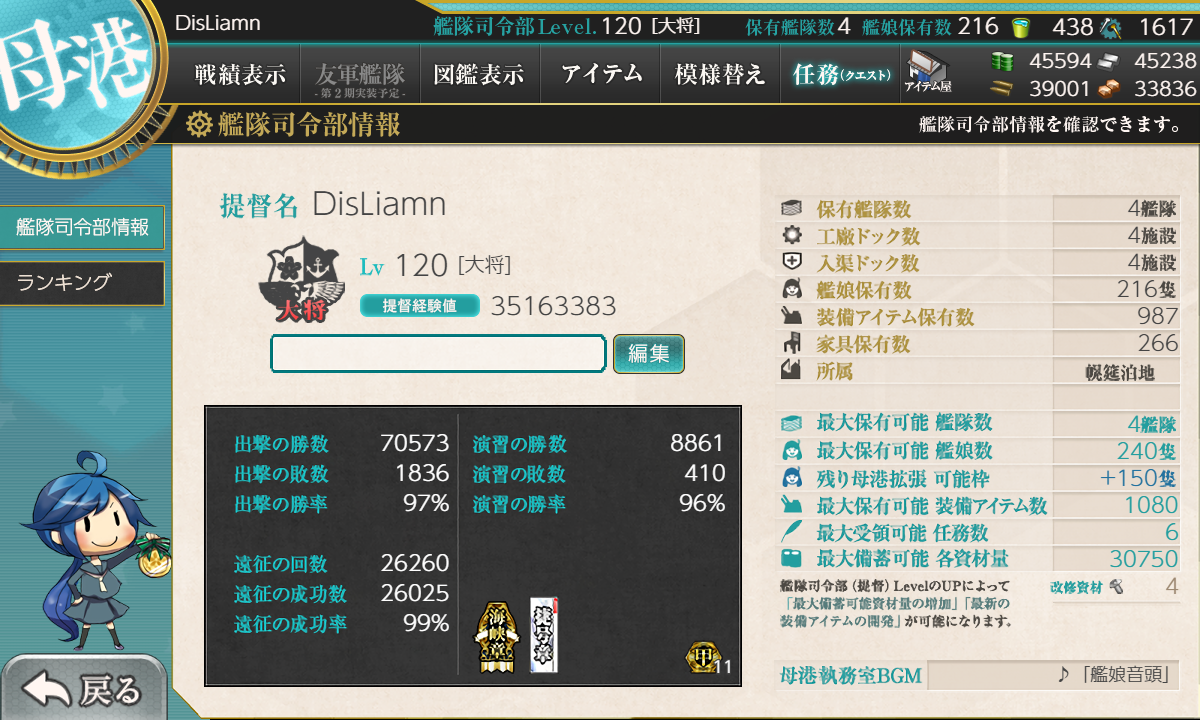 母港
DisLiamn
艦隊司令部Level. 120 [大将]
保有艦隊数 4 艦娘保有数 216 438 1617
戦績表示
友軍艦隊
-第2期実装予定-
図鑑表示
アイテム
模様替え
任務(クエスト)
アイテム屋
45594 45238
39001 33836
艦隊司令部情報
艦隊司令部情報を確認できます。
艦隊司令部情報
ランキング
提督名 DisLiamn
大将
Lv 120 [大将]
提督経験値 35163383
編集
出撃の勝数 70573
出撃の敗数 1836
出撃の勝率 97%
遠征の回数 26260
遠征の成功数 26025
遠征の成功率 99%
演習の勝数 8861
演習の敗数 410
演習の勝率 96%
甲 11
保有艦隊数 4艦隊
工廠ドック数 4施設
入渠ドック数 4施設
艦娘保有数 216隻
装備アイテム保有数 987
家具保有数 266
所属 幌筵泊地
最大保有可能 艦隊数 4艦隊
最大保有可能 艦娘数 240隻
残り母港拡張 可能枠 +150隻
最大保有可能 装備アイテム数 1080
最大受領可能 任務数 6
最大備蓄可能 各資材量 30750
艦隊司令部(提督)LevelのUPによって
「最大備蓄可能資材量の増加」「最新の
装備アイテムの開発」が可能になります。
改修資材 4
母港執務室BGM ♪「艦娘音頭」
戻る